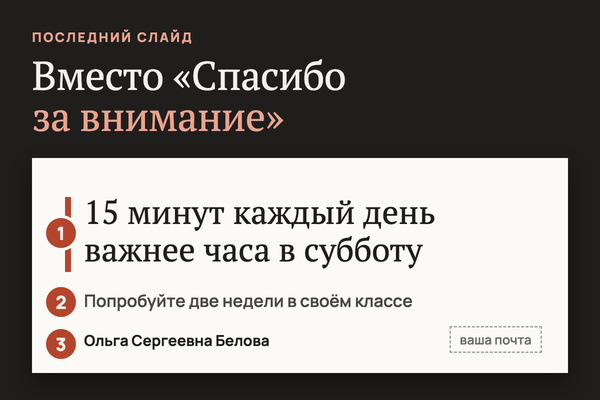 ПОСЛЕДНИЙ СЛАЙД
Вместо «Спасибо
за внимание»
1
15 минут каждый день
важнее часа в субботу
2 Попробуйте две недели в своём классе
3 Ольга Сергеевна Белова
ваша почта